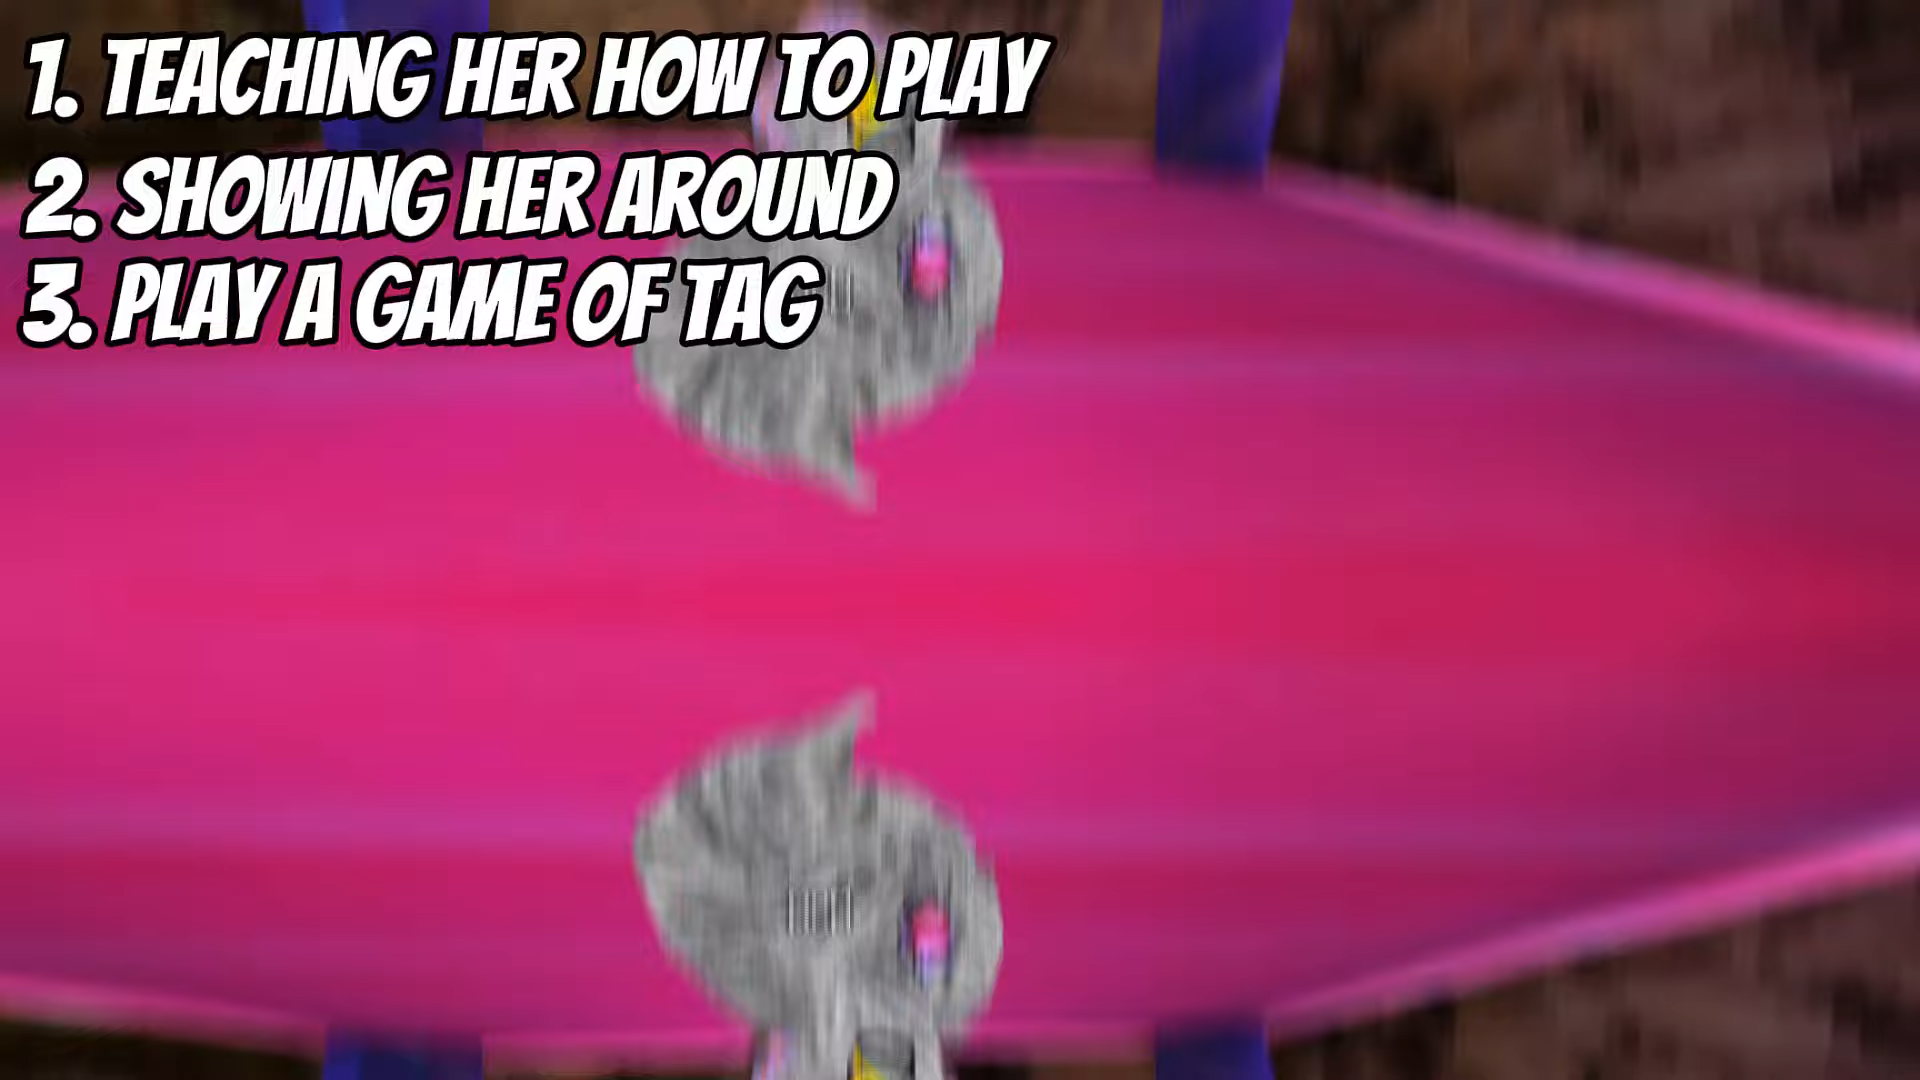 1. TEACHING HER HOW TO PLAY
2. SHOWING HER AROUND
3. PLAY A GAME OF TAG